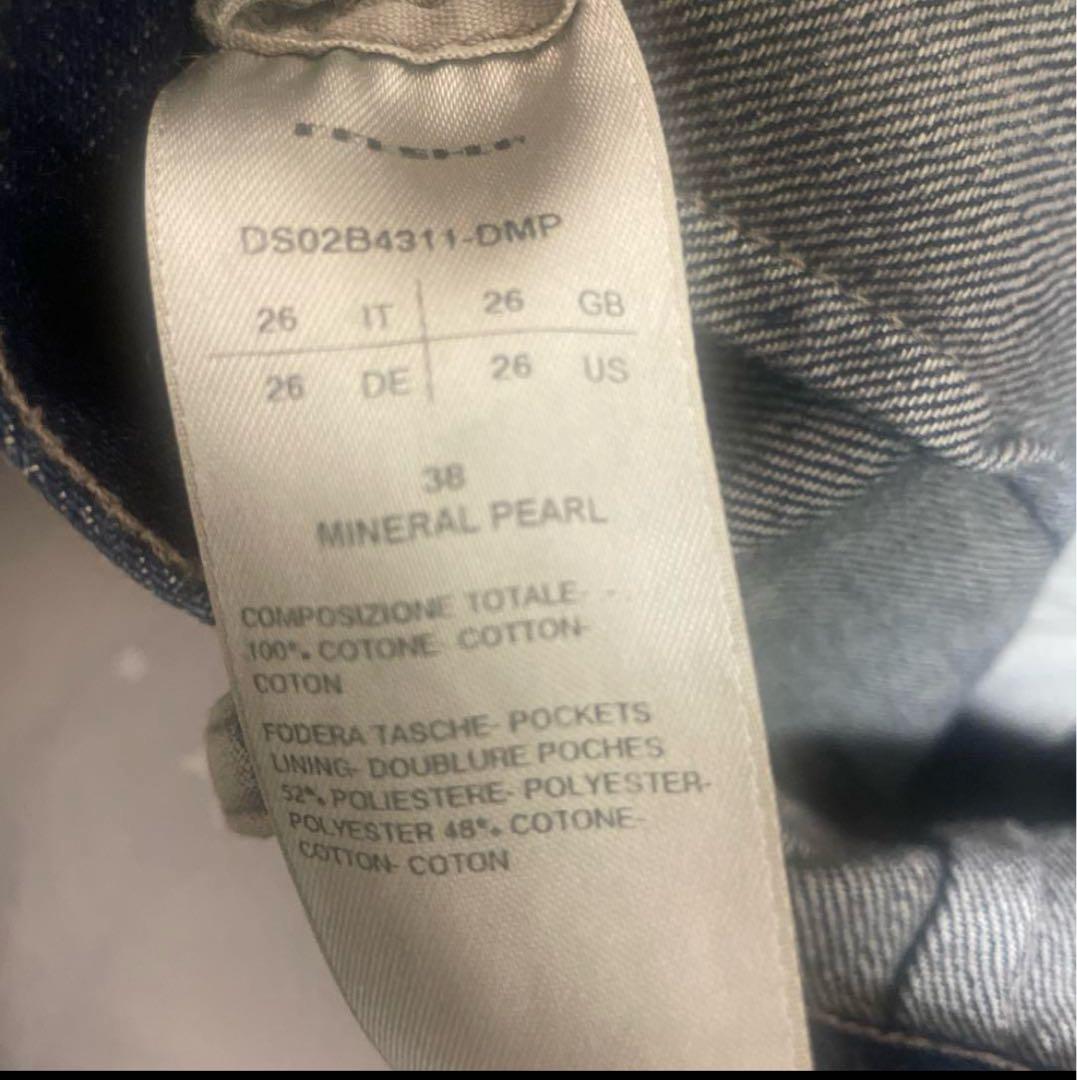 DS02B4311-DMP
26 IT 26 GB
26 DE 26 US
38
MINERAL PEARL
COMPOSIZIONE TOTALE-
100% COTONE COTTON-
COTON
FODERA TASCHE- POCKETS
LINING- DOUBLURE POCHES
52% POLIESTERE- POLYESTER-
POLYESTER 48% COTONE-
COTTON- COTON